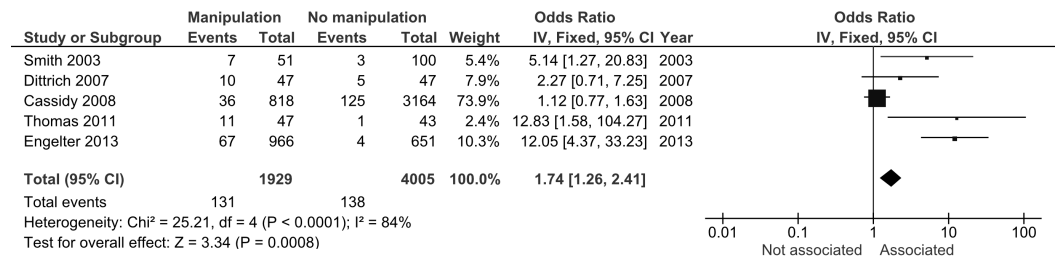 Manipulation No manipulation Odds Ratio Odds Ratio
Study or Subgroup Events Total Events Total Weight IV, Fixed, 95% CI Year IV, Fixed, 95% CI
Smith 2003 7 51 3 100 5.4% 5.14 [1.27, 20.83] 2003
Dittrich 2007 10 47 5 47 7.9% 2.27 [0.71, 7.25] 2007
Cassidy 2008 36 818 125 3164 73.9% 1.12 [0.77, 1.63] 2008
Thomas 2011 11 47 1 43 2.4% 12.83 [1.58, 104.27] 2011
Engelter 2013 67 966 4 651 10.3% 12.05 [4.37, 33.23] 2013
Total (95% CI) 1929 4005 100.0% 1.74 [1.26, 2.41]
Total events 131 138
Heterogeneity: Chi² = 25.21, df = 4 (P < 0.0001); I² = 84%
Test for overall effect: Z = 3.34 (P = 0.0008)
0.01 0.1 1 10 100
Not associated Associated